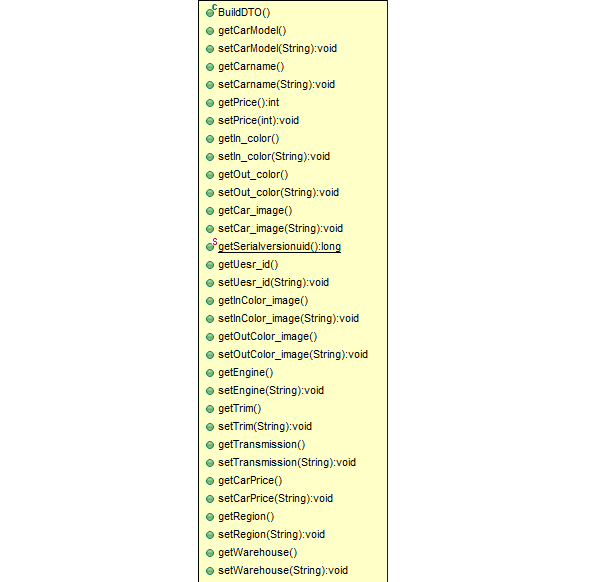 BuildDTO()
getCarModel()
setCarModel(String):void
getCarname()
setCarname(String):void
getPrice():int
setPrice(int):void
getIn_color()
setIn_color(String):void
getOut_color()
setOut_color(String):void
getCar_image()
setCar_image(String):void
getSerialversionuid():long
getUesr_id()
setUesr_id(String):void
getInColor_image()
setInColor_image(String):void
getOutColor_image()
setOutColor_image(String):void
getEngine()
setEngine(String):void
getTrim()
setTrim(String):void
getTransmission()
setTransmission(String):void
getCarPrice()
setCarPrice(String):void
getRegion()
setRegion(String):void
getWarehouse()
setWarehouse(String):void